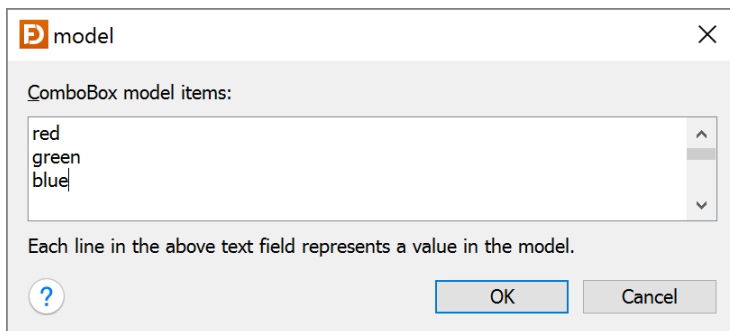 model
ComboBox model items:
red
green
blue
Each line in the above text field represents a value in the model.
?
OK
Cancel